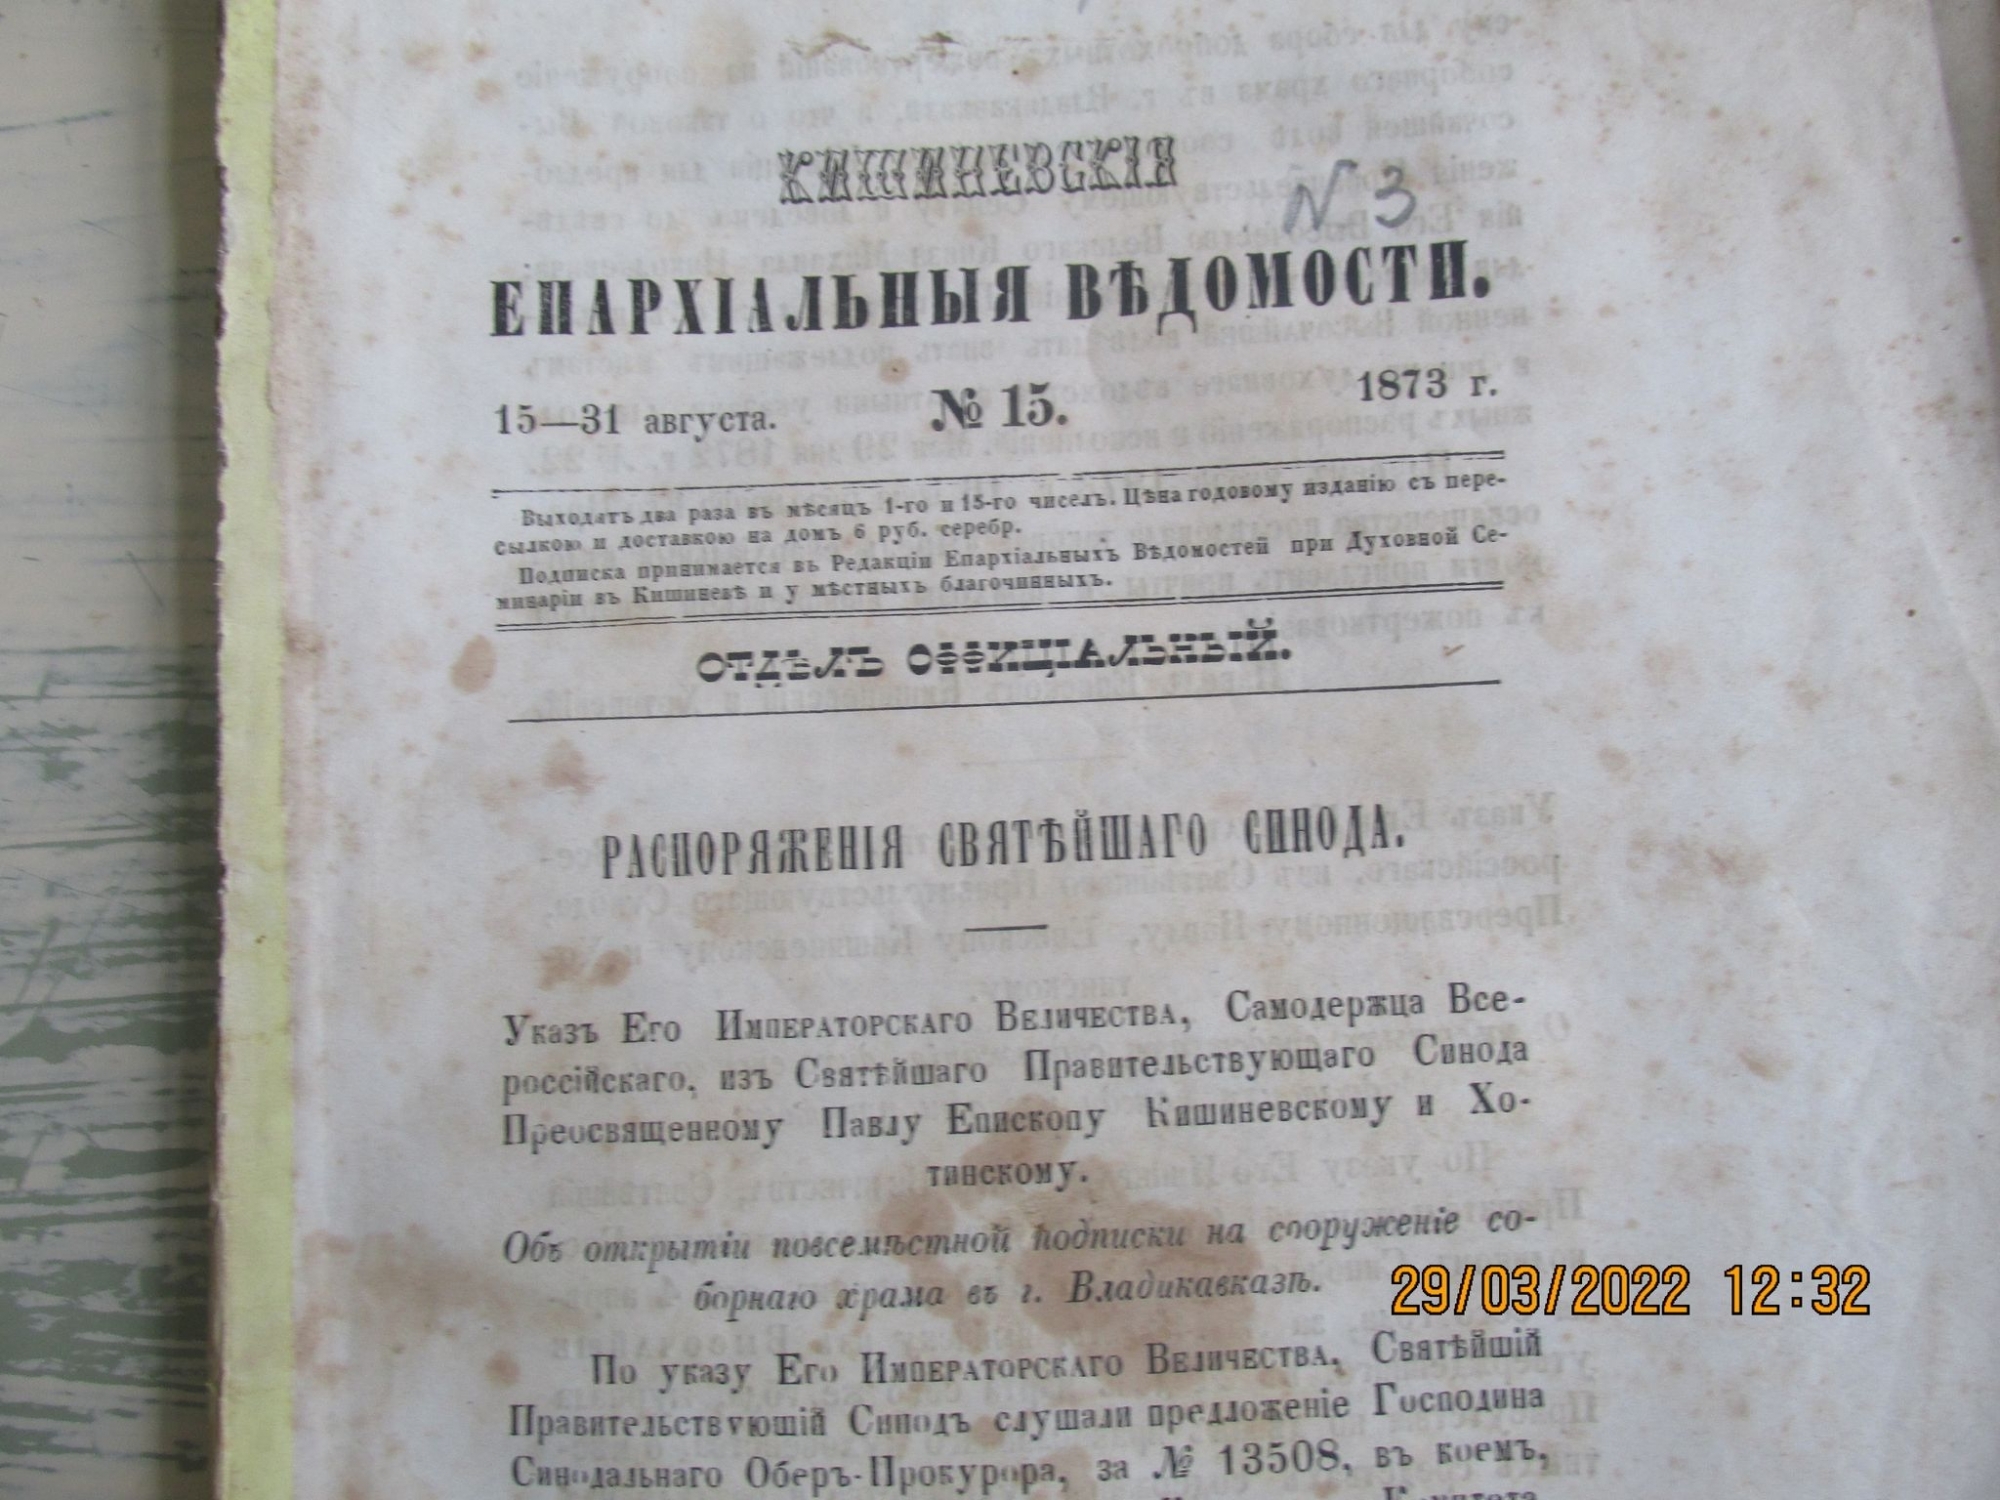 КИШИНЕВСКІЯ
N 3
ЕПАРХІАЛЬНЫЯ ВѢДОМОСТИ.
15—31 августа. № 15. 1873 г.
Выходятъ два раза въ мѣсяцъ 1-го и 15-го чиселъ. Цѣна годовому изданію съ пере-
сылкою и доставкою на домъ 6 руб. серебр.
Подписка принимается въ Редакціи Епархіальныхъ Вѣдомостей при Духовной Се-
минаріи въ Кишиневѣ и у мѣстныхъ благочинныхъ.
ОТДѢЛЪ ОФФИЦІАЛЬНЫЙ.
РАСПОРЯЖЕНІЯ СВЯТѢЙШАГО СИНОДА.
Указъ Его Императорскаго Величества, Самодержца Все-
россійскаго, изъ Святѣйшаго Правительствующаго Синода
Преосвященному Павлу Епископу Кишиневскому и Хо-
тинскому.
Объ открытіи повсемѣстной подписки на сооруженіе со-
борнаго храма въ г. Владикавказѣ.
29/03/2022 12:32
По указу Его Императорскаго Величества, Святѣйшій
Правительствующій Синодъ слушали предложеніе Господина
Синодальнаго Оберъ-Прокурора, за № 13508, въ коемъ,
Комитета